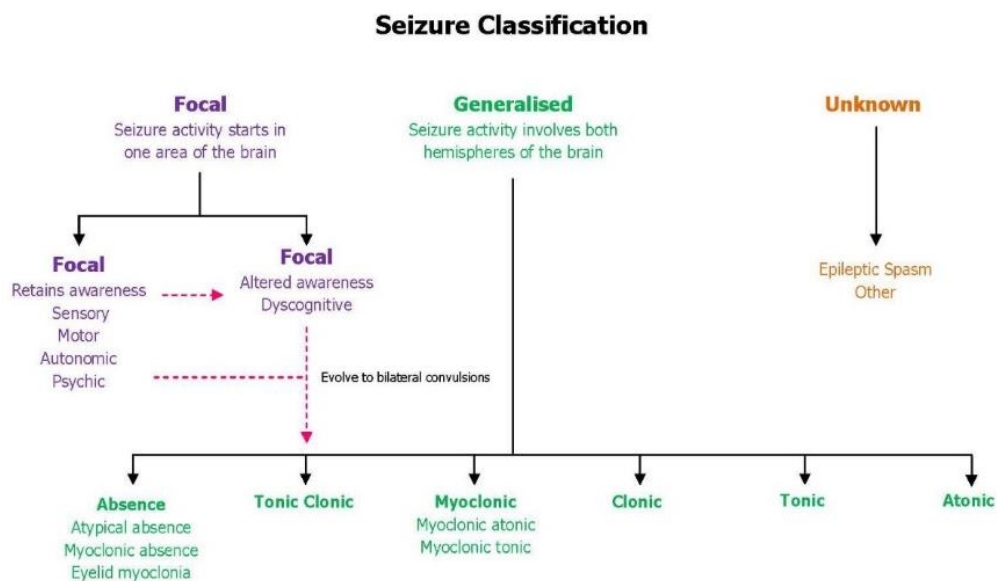 Seizure Classification
Focal
Seizure activity starts in
one area of the brain
Generalised
Seizure activity involves both
hemispheres of the brain
Unknown
Focal
Retains awareness
Sensory
Motor
Autonomic
Psychic
Focal
Altered awareness
Dyscognitive
Epileptic Spasm
Other
Evolve to bilateral convulsions
Absence
Atypical absence
Myoclonic absence
Eyelid myoclonia
Tonic Clonic
Myoclonic
Myoclonic atonic
Myoclonic tonic
Clonic
Tonic
Atonic